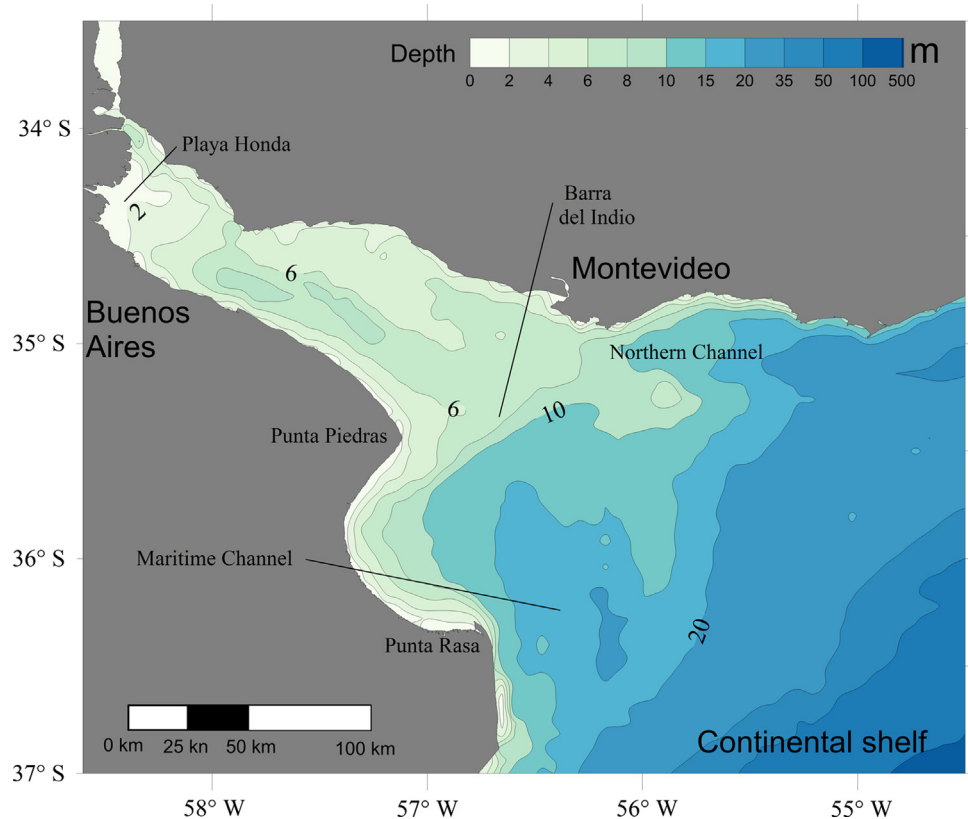 Depth
m
0 2 4 6 8 10 15 20 35 50 100 500
34° S
Playa Honda
2
Barra
del Indio
6
Montevideo
Buenos
Aires
35° S
Northern Channel
6
10
Punta Piedras
36° S
Maritime Channel
20
Punta Rasa
0 km 25 kn 50 km 100 km
Continental shelf
37° S
58° W 57° W 56° W 55° W